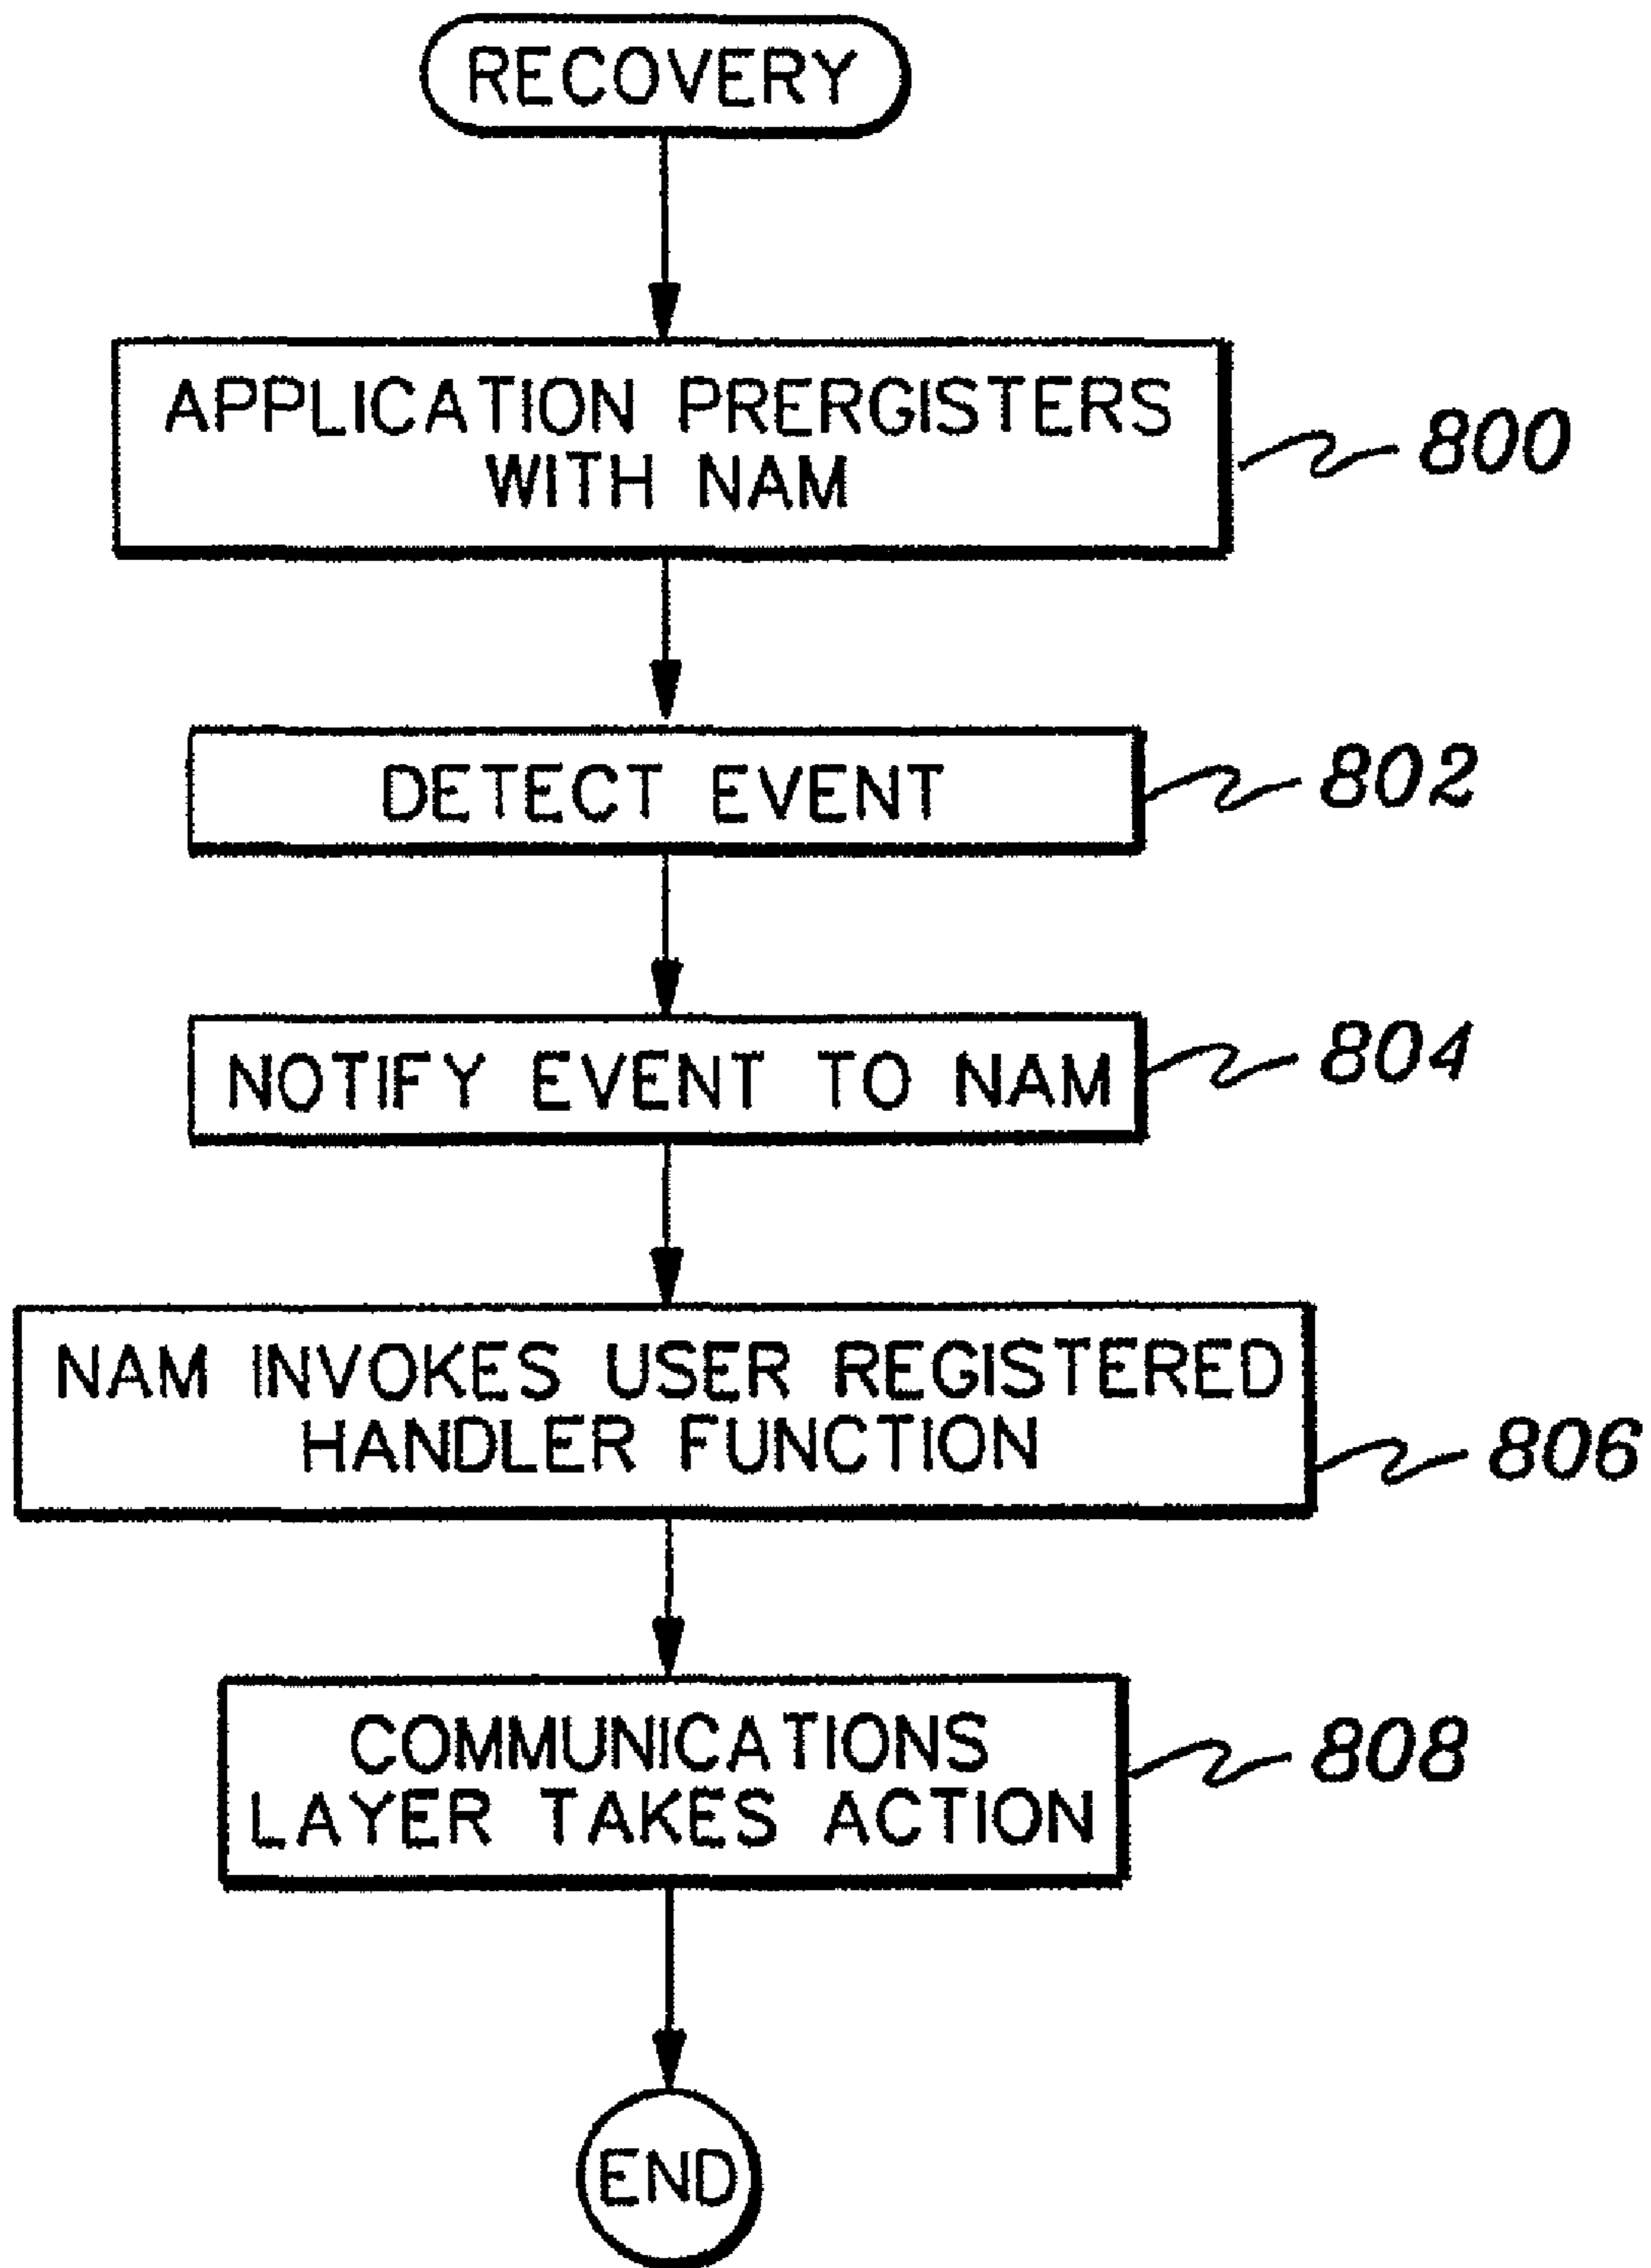 RECOVERY
APPLICATION PRERGISTERS
WITH NAM
800
DETECT EVENT
802
NOTIFY EVENT TO NAM
804
NAM INVOKES USER REGISTERED
HANDLER FUNCTION
806
COMMUNICATIONS
LAYER TAKES ACTION
808
END